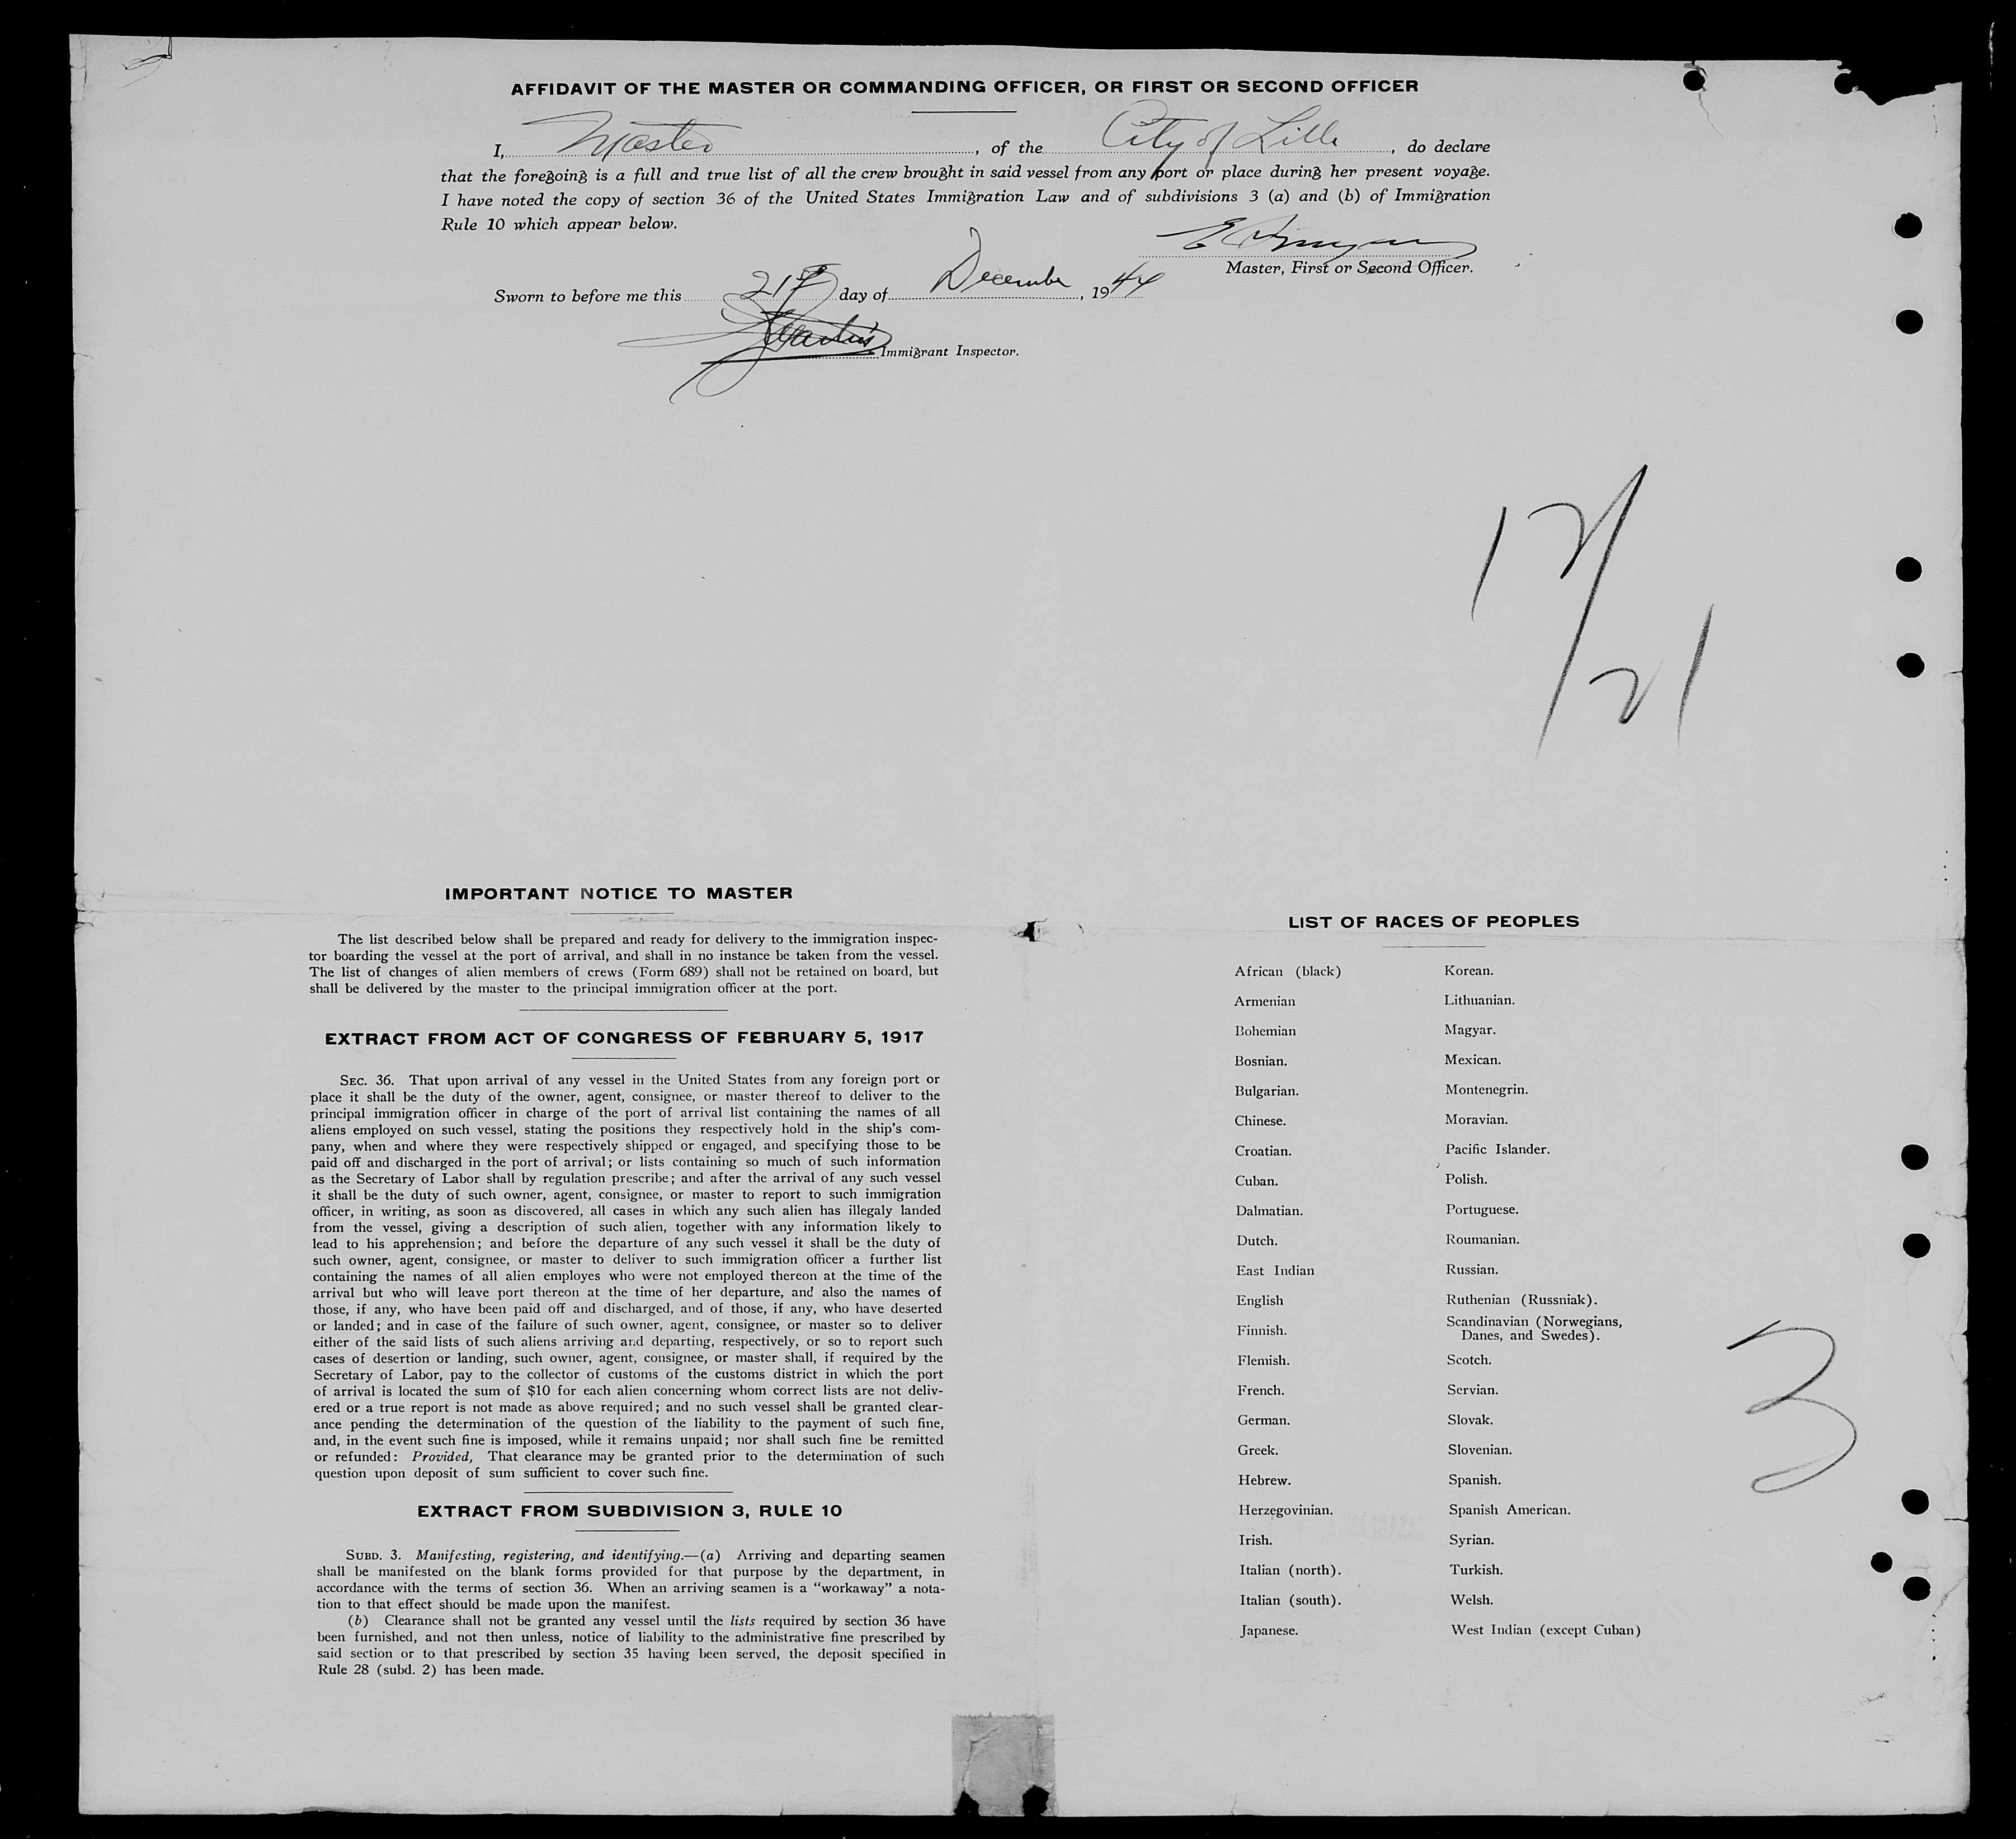 AFFIDAVIT OF THE MASTER OR COMMANDING OFFICER, OR FIRST OR SECOND OFFICER
I, Master, of the City of Lille, do declare
that the foregoing is a full and true list of all the crew brought in said vessel from any port or place during her present voyage.
I have noted the copy of section 36 of the United States Immigration Law and of subdivisions 3 (a) and (b) of Immigration
Rule 10 which appear below.
Master, First or Second Officer.
Sworn to before me this 21st day of December, 1944
Immigrant Inspector.
12/21
IMPORTANT NOTICE TO MASTER
The list described below shall be prepared and ready for delivery to the immigration inspec-
tor boarding the vessel at the port of arrival, and shall in no instance be taken from the vessel.
The list of changes of alien members of crews (Form 689) shall not be retained on board, but
shall be delivered by the master to the principal immigration officer at the port.
EXTRACT FROM ACT OF CONGRESS OF FEBRUARY 5, 1917
SEC. 36. That upon arrival of any vessel in the United States from any foreign port or
place it shall be the duty of the owner, agent, consignee, or master thereof to deliver to the
principal immigration officer in charge of the port of arrival list containing the names of all
aliens employed on such vessel, stating the positions they respectively hold in the ship's com-
pany, when and where they were respectively shipped or engaged, and specifying those to be
paid off and discharged in the port of arrival; or lists containing so much of such information
as the Secretary of Labor shall by regulation prescribe; and after the arrival of any such vessel
it shall be the duty of such owner, agent, consignee, or master to report to such immigration
officer, in writing, as soon as discovered, all cases in which any such alien has illegaly landed
from the vessel, giving a description of such alien, together with any information likely to
lead to his apprehension; and before the departure of any such vessel it shall be the duty of
such owner, agent, consignee, or master to deliver to such immigration officer a further list
containing the names of all alien employes who were not employed thereon at the time of the
arrival but who will leave port thereon at the time of her departure, and also the names of
those, if any, who have been paid off and discharged, and of those, if any, who have deserted
or landed; and in case of the failure of such owner, agent, consignee, or master so to deliver
either of the said lists of such aliens arriving and departing, respectively, or so to report such
cases of desertion or landing, such owner, agent, consignee, or master shall, if required by the
Secretary of Labor, pay to the collector of customs of the customs district in which the port
of arrival is located the sum of $10 for each alien concerning whom correct lists are not deliv-
ered or a true report is not made as above required; and no such vessel shall be granted clear-
ance pending the determination of the question of the liability to the payment of such fine,
and, in the event such fine is imposed, while it remains unpaid; nor shall such fine be remitted
or refunded: Provided, That clearance may be granted prior to the determination of such
question upon deposit of sum sufficient to cover such fine.
EXTRACT FROM SUBDIVISION 3, RULE 10
SUBD. 3. Manifesting, registering, and identifying.—(a) Arriving and departing seamen
shall be manifested on the blank forms provided for that purpose by the department, in
accordance with the terms of section 36. When an arriving seamen is a "workaway" a nota-
tion to that effect should be made upon the manifest.
(b) Clearance shall not be granted any vessel until the lists required by section 36 have
been furnished, and not then unless, notice of liability to the administrative fine prescribed by
said section or to that prescribed by section 35 having been served, the deposit specified in
Rule 28 (subd. 2) has been made.
LIST OF RACES OF PEOPLES
African (black)
Armenian
Bohemian
Bosnian.
Bulgarian.
Chinese.
Croatian.
Cuban.
Dalmatian.
Dutch.
East Indian
English
Finnish.
Flemish.
French.
German.
Greek.
Hebrew.
Herzegovinian.
Irish.
Italian (north).
Italian (south).
Japanese.
Korean.
Lithuanian.
Magyar.
Mexican.
Montenegrin.
Moravian.
Pacific Islander.
Polish.
Portuguese.
Roumanian.
Russian.
Ruthenian (Russniak).
Scandinavian (Norwegians,
Danes, and Swedes).
Scotch.
Servian.
Slovak.
Slovenian.
Spanish.
Spanish American.
Syrian.
Turkish.
Welsh.
West Indian (except Cuban)
3